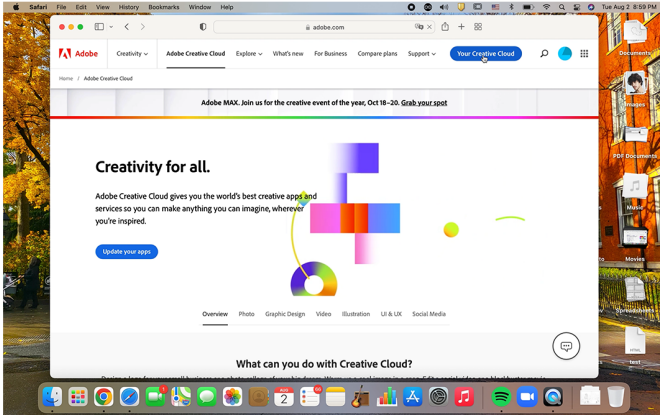 Safari File Edit View History Bookmarks Window Help
Tue Aug 2 8:59 PM
adobe.com
Adobe
Creativity
Adobe Creative Cloud
Explore
What's new
For Business
Compare plans
Support
Your Creative Cloud
Home / Adobe Creative Cloud
Adobe MAX. Join us for the creative event of the year, Oct 18–20. Grab your spot
Creativity for all.
Adobe Creative Cloud gives you the world's best creative apps and
services so you can make anything you can imagine, wherever
you're inspired.
Update your apps
Overview Photo Graphic Design Video Illustration UI & UX Social Media
What can you do with Creative Cloud?
Documents
Images
PDF Documents
Music
Movies
Spreadsheets
HTML
test
AUG
2